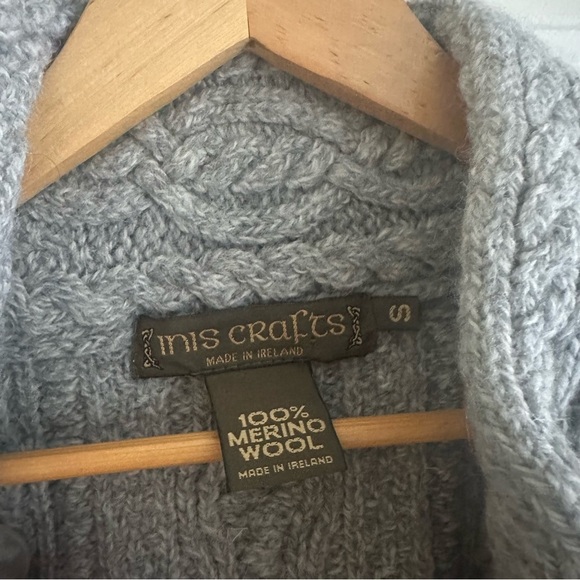 INIS CRAFTS
MADE IN IRELAND
S
100%
MERINO
WOOL
MADE IN IRELAND